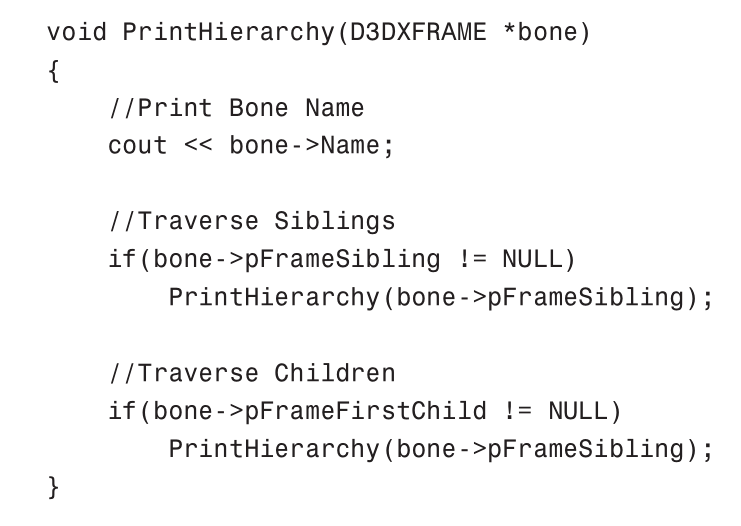 void PrintHierarchy(D3DXFRAME *bone)
{
    //Print Bone Name
    cout << bone->Name;

    //Traverse Siblings
    if(bone->pFrameSibling != NULL)
        PrintHierarchy(bone->pFrameSibling);

    //Traverse Children
    if(bone->pFrameFirstChild != NULL)
        PrintHierarchy(bone->pFrameSibling);
}